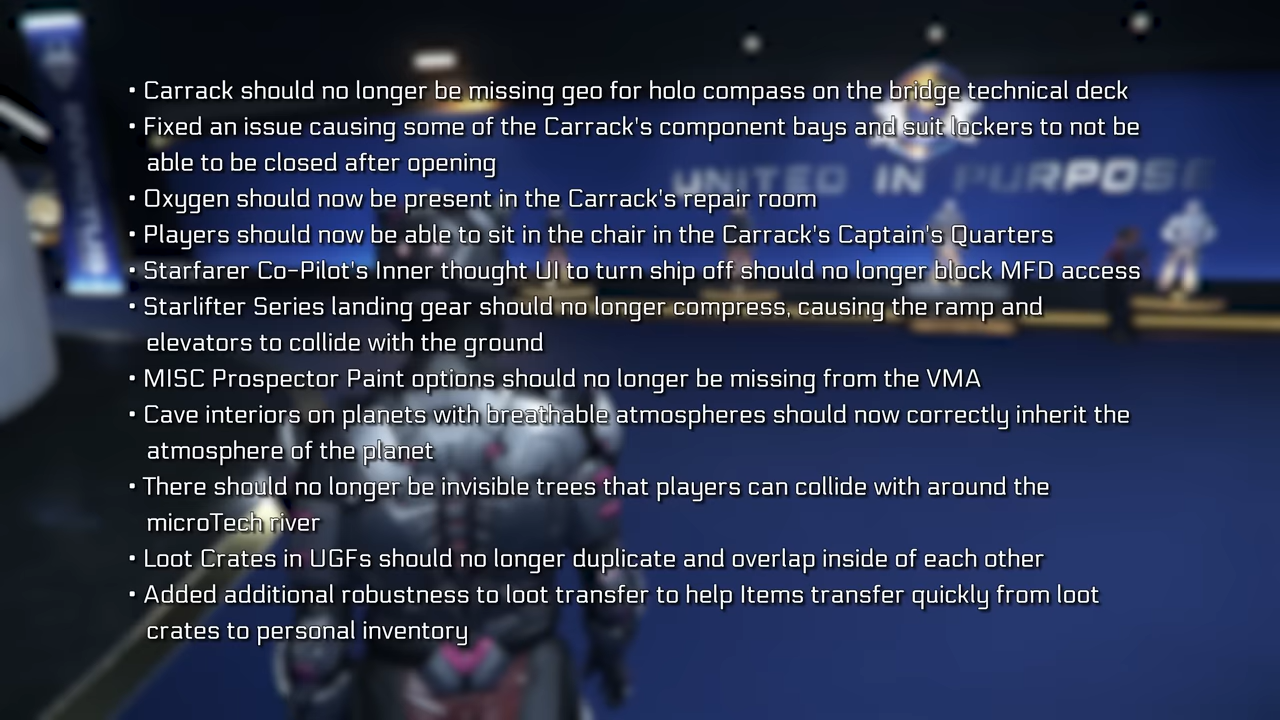 • Carrack should no longer be missing geo for holo compass on the bridge technical deck
• Fixed an issue causing some of the Carrack's component bays and suit lockers to not be
able to be closed after opening
• Oxygen should now be present in the Carrack's repair room
• Players should now be able to sit in the chair in the Carrack's Captain's Quarters
• Starfarer Co-Pilot's Inner thought UI to turn ship off should no longer block MFD access
• Starlifter Series landing gear should no longer compress, causing the ramp and
elevators to collide with the ground
• MISC Prospector Paint options should no longer be missing from the VMA
• Cave interiors on planets with breathable atmospheres should now correctly inherit the
atmosphere of the planet
• There should no longer be invisible trees that players can collide with around the
microTech river
• Loot Crates in UGFs should no longer duplicate and overlap inside of each other
• Added additional robustness to loot transfer to help Items transfer quickly from loot
crates to personal inventory
UNITED IN PURPOSE